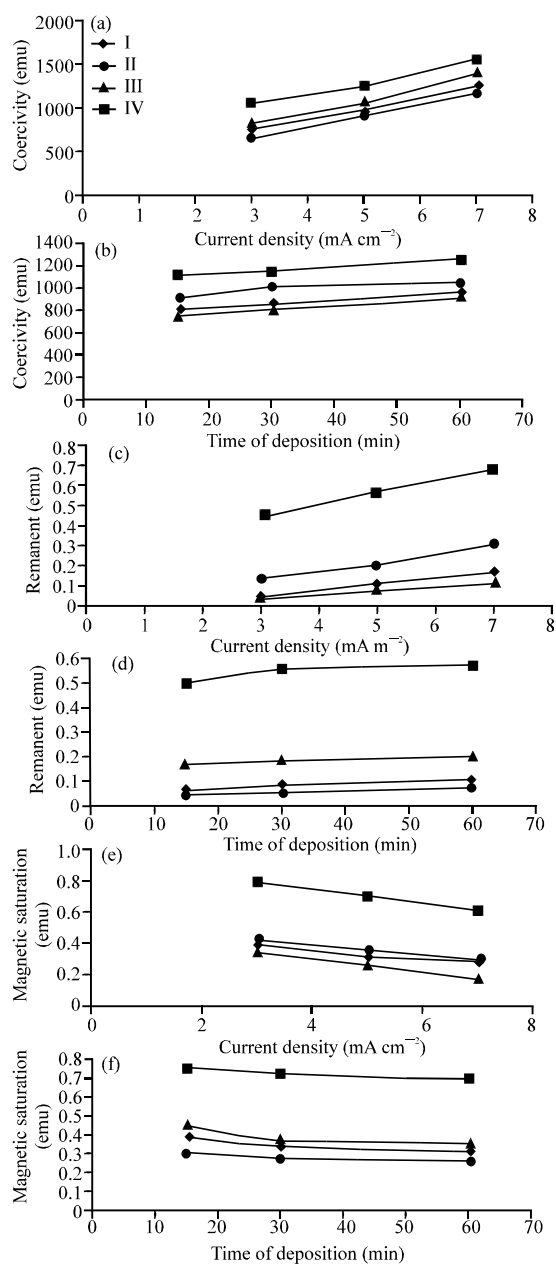 (a)
2000
1500
1000
500
0
Coercivity (emu)
I
II
III
IV
0 1 2 3 4 5 6 7 8
Current density (mA cm⁻²)
(b)
1400
1200
1000
800
600
400
200
0
Coercivity (emu)
0 10 20 30 40 50 60 70
Time of deposition (min)
(c)
0.8
0.7
0.6
0.5
0.4
0.3
0.2
0.1
0
Remanent (emu)
0 1 2 3 4 5 6 7 8
Current density (mA m⁻²)
(d)
0.6
0.5
0.4
0.3
0.2
0.1
0
Remanent (emu)
0 10 20 30 40 50 60 70
Time of deposition (min)
(e)
1.0
0.8
0.6
0.4
0.2
0
Magnetic saturation
(emu)
0 2 4 6 8
Current density (mA cm⁻²)
(f)
0.8
0.7
0.6
0.5
0.4
0.3
0.2
0.1
0
Magnetic saturation
(emu)
0 10 20 30 40 50 60 70
Time of deposition (min)